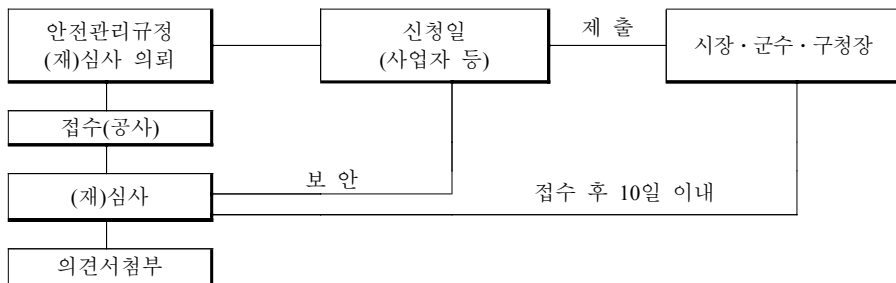 안전관리규정
(재)심사 의뢰
신청일
(사업자 등)
제 출
시장·군수·구청장
접수(공사)
(재)심사
보 안
접수 후 10일 이내
의견서첨부